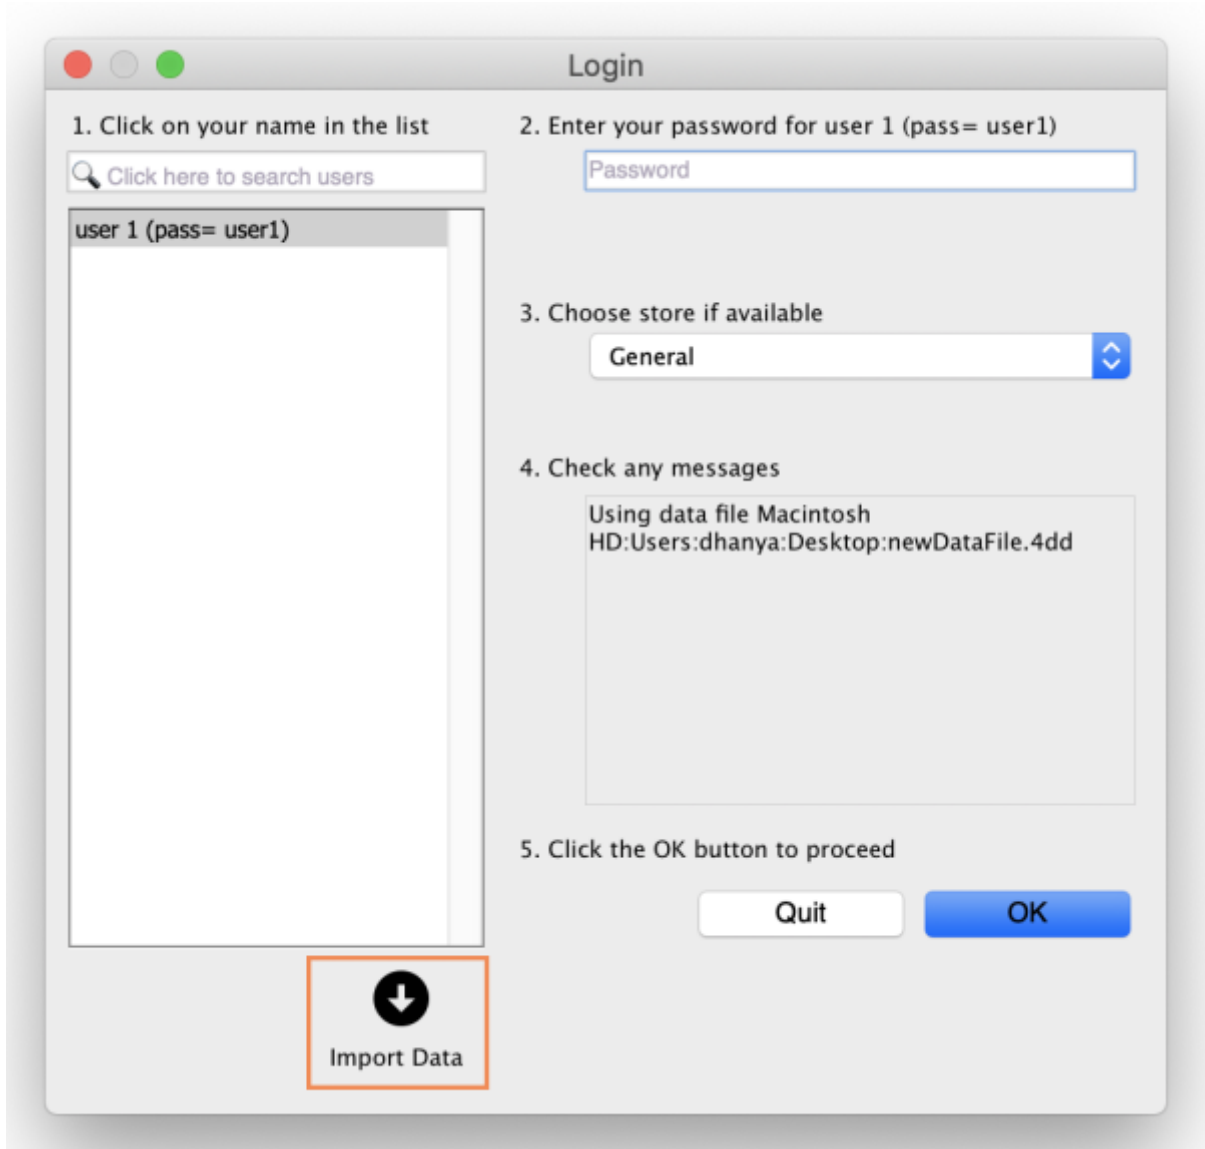 Login
1. Click on your name in the list
Click here to search users
user 1 (pass= user1)
2. Enter your password for user 1 (pass= user1)
Password
3. Choose store if available
General
4. Check any messages
Using data file Macintosh
HD:Users:dhanya:Desktop:newDataFile.4dd
5. Click the OK button to proceed
Quit
OK
Import Data